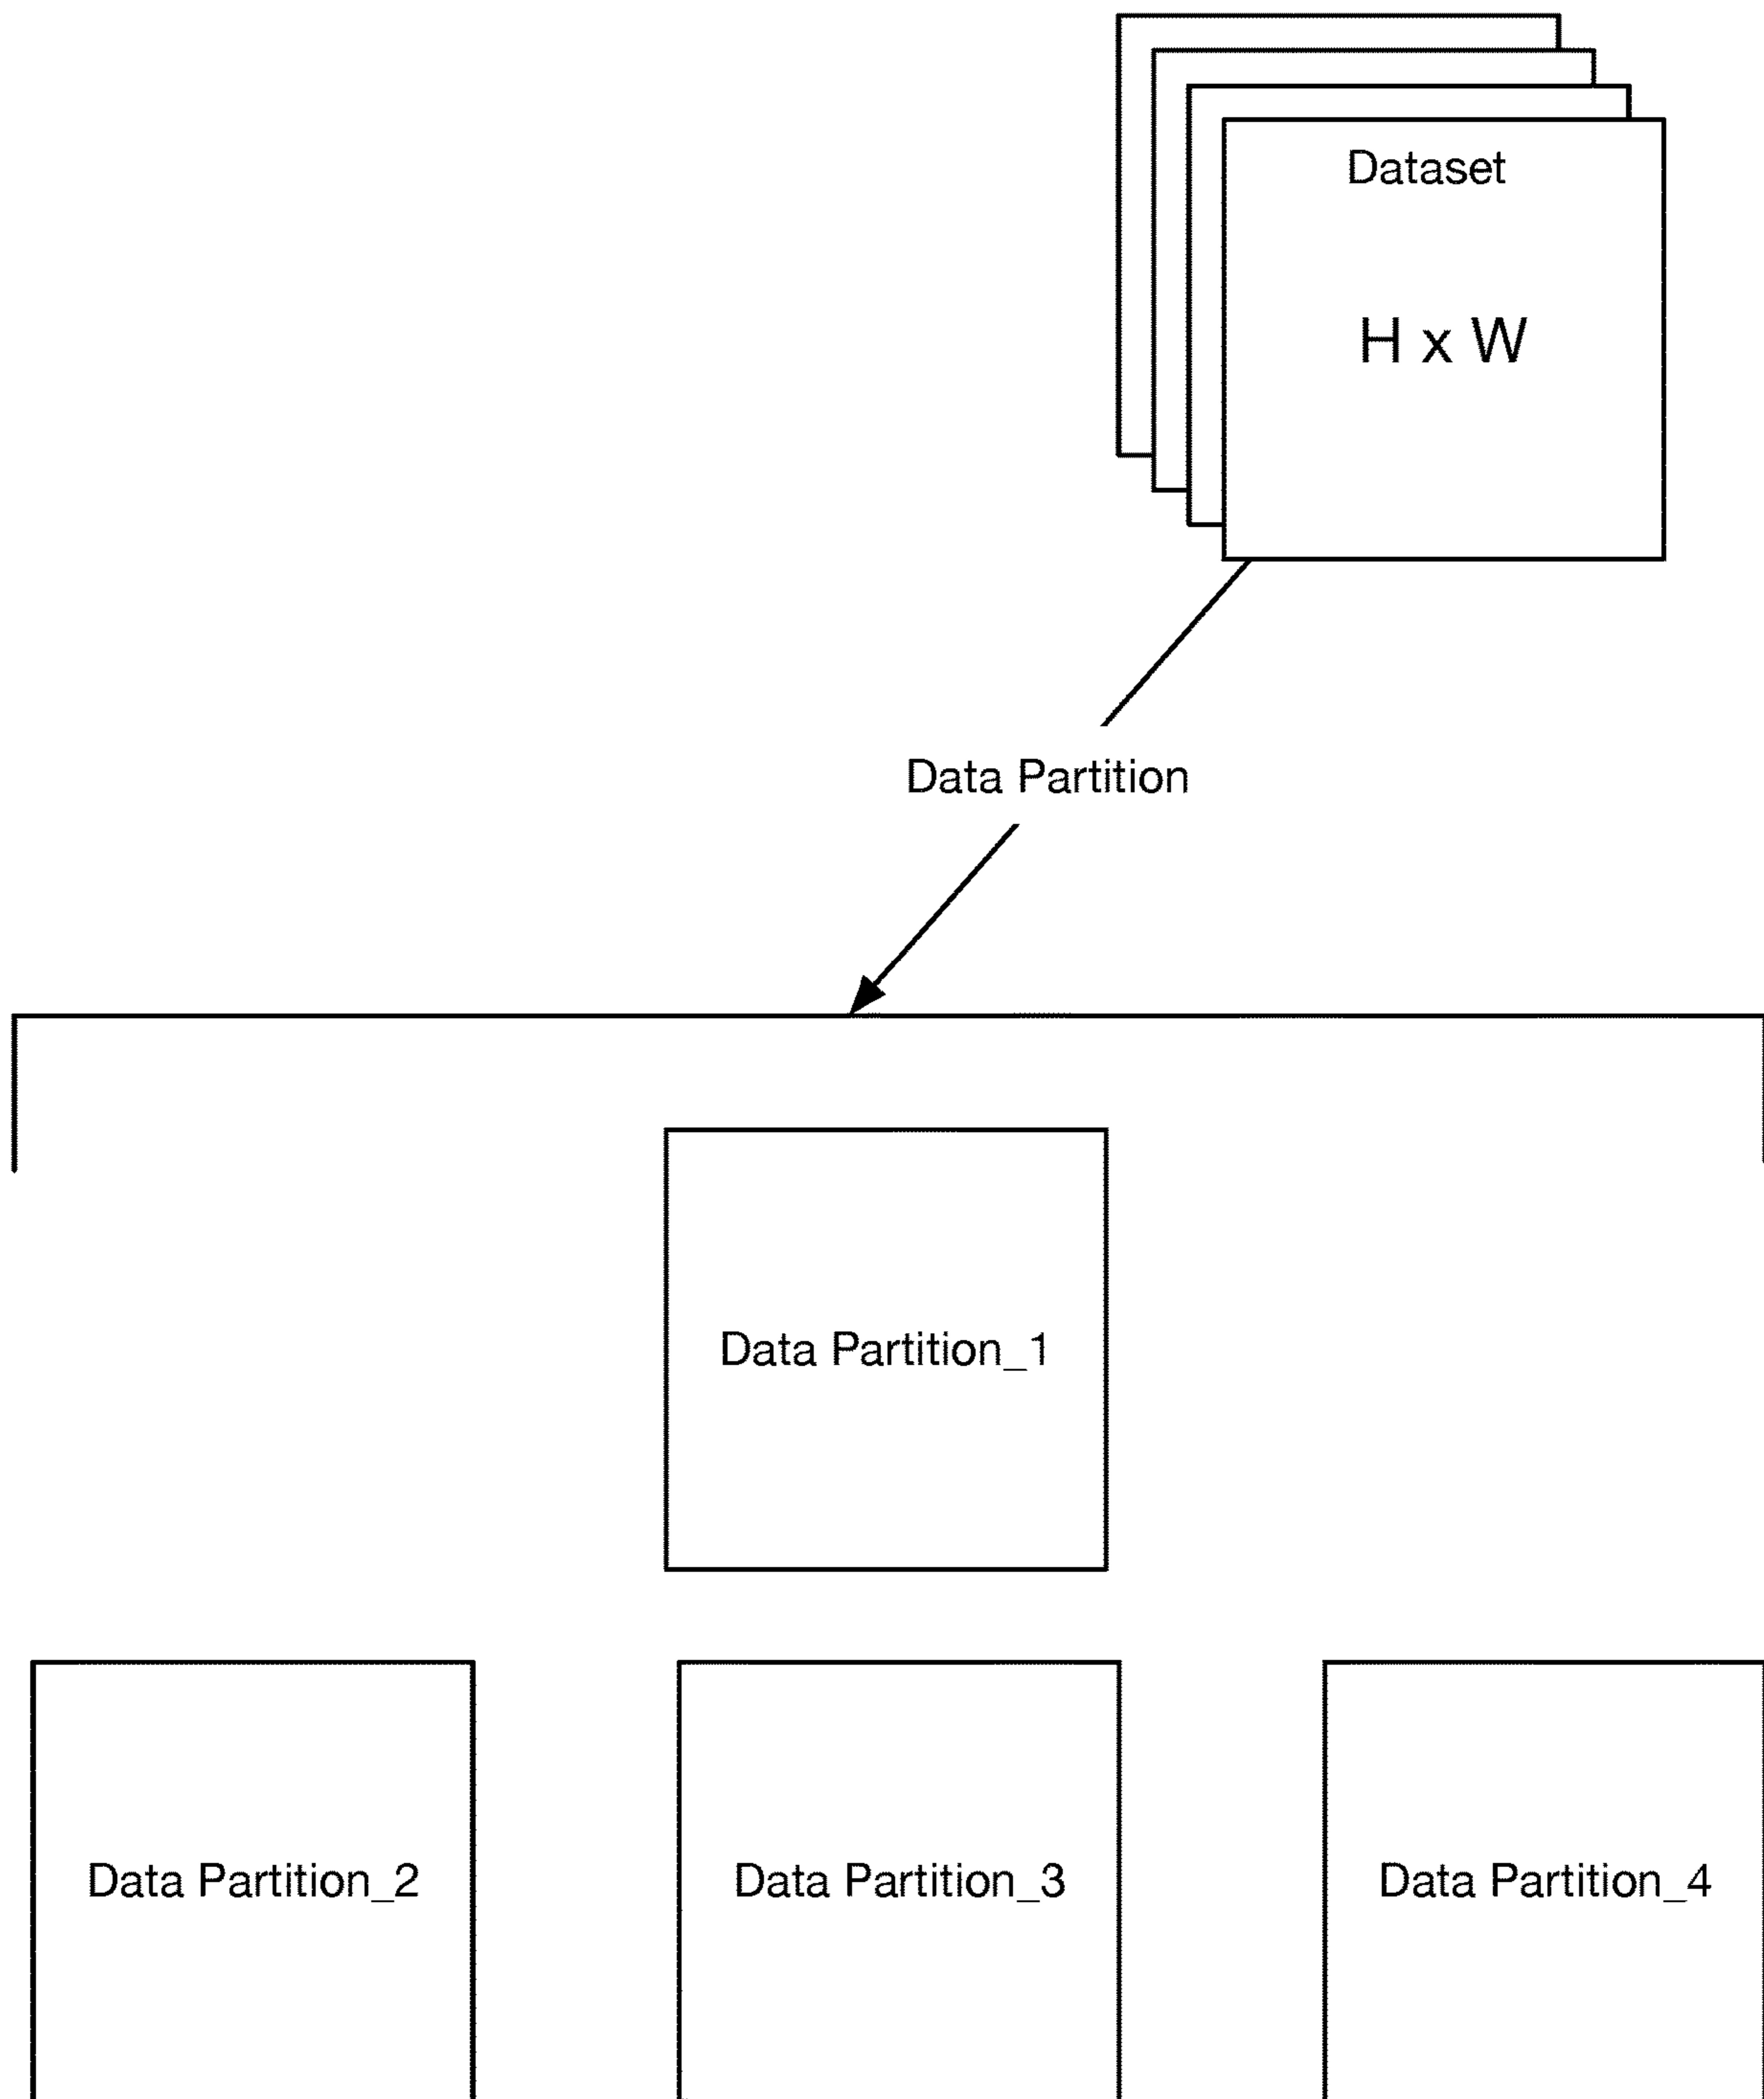 Dataset
H x W
Data Partition
Data Partition_1
Data Partition_2
Data Partition_3
Data Partition_4